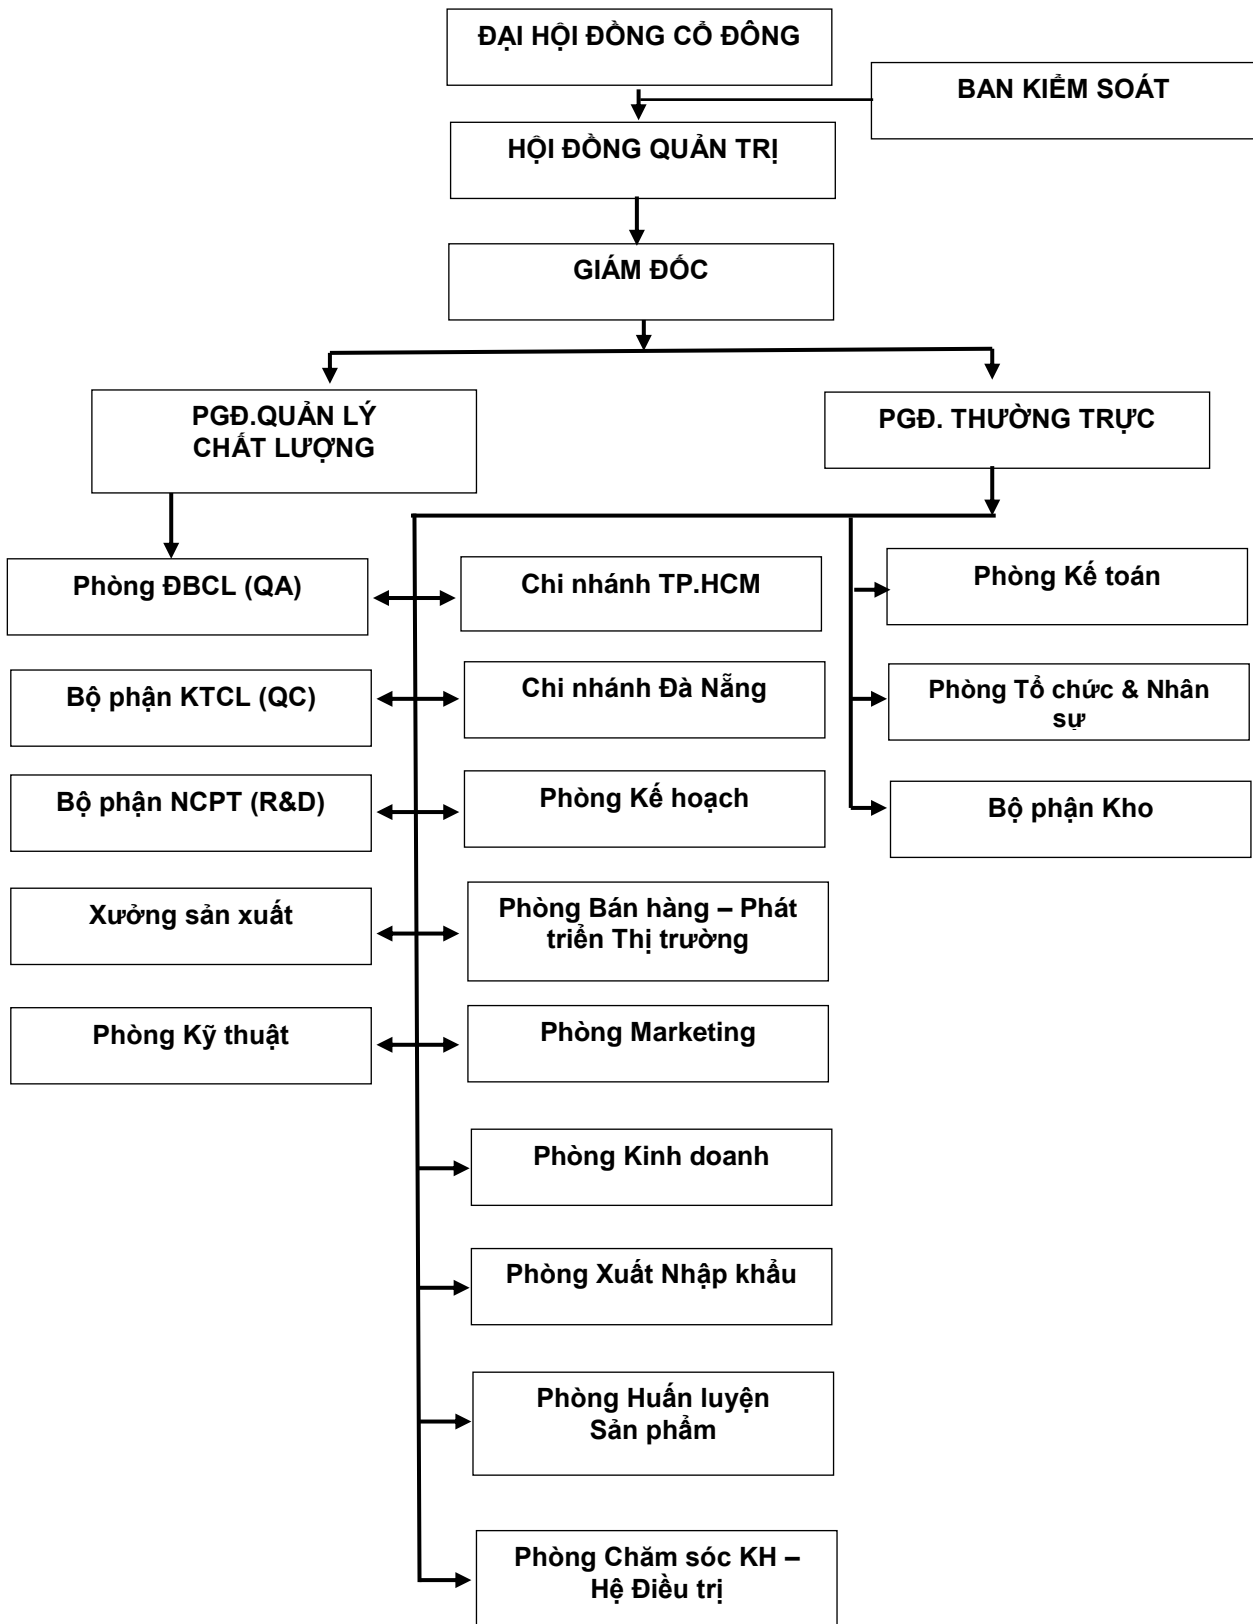 ĐẠI HỘI ĐỒNG CỔ ĐÔNG
BAN KIỂM SOÁT
HỘI ĐỒNG QUẢN TRỊ
GIÁM ĐỐC
PGĐ.QUẢN LÝ
CHẤT LƯỢNG
PGĐ. THƯỜNG TRỰC
Phòng ĐBCL (QA)
Chi nhánh TP.HCM
Phòng Kế toán
Bộ phận KTCL (QC)
Chi nhánh Đà Nẵng
Phòng Tổ chức & Nhân
sự
Bộ phận NCPT (R&D)
Phòng Kế hoạch
Bộ phận Kho
Xưởng sản xuất
Phòng Bán hàng – Phát
triển Thị trường
Phòng Kỹ thuật
Phòng Marketing
Phòng Kinh doanh
Phòng Xuất Nhập khẩu
Phòng Huấn luyện
Sản phẩm
Phòng Chăm sóc KH –
Hệ Điều trị